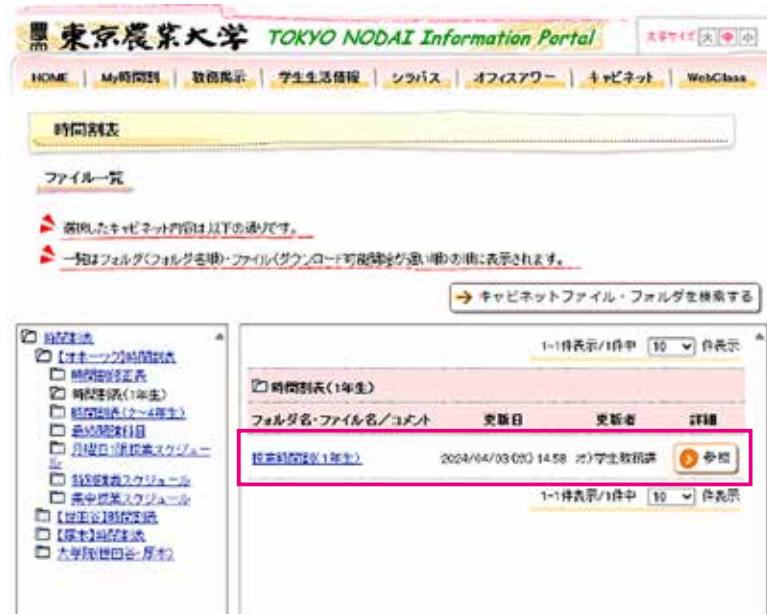 東京農業大学 TOKYO NODAI Information Portal 文字サイズ 大 中 小
HOME | My時間割 | 教務掲示 | 学生生活情報 | シラバス | オフィスアワー | キャビネット | WebClass
時間割表
ファイル一覧
選択したキャビネット内容は以下の通りです。
一覧はフォルダ(フォルダ名順)・ファイル(ダウンロード可能開始が遅い順)の順に表示されます。
キャビネットファイル・フォルダを検索する
時間割表
【オホーツク】時間割表
時間割修正表
時間割表(1年生)
時間割表(2~4年生)
最終開講科目
月曜日1限授業スケジュール
特別講義スケジュール
集中授業スケジュール
【世田谷】時間割表
【厚木】時間割表
大学院(世田谷・厚木)
1-1件表示/1件中 10 件表示
時間割表(1年生)
フォルダ名・ファイル名/コメント 更新日 更新者 詳細
授業時間割(1年生) 2024/04/03(水) 14:58 オ)学生教務課 参照
1-1件表示/1件中 10 件表示